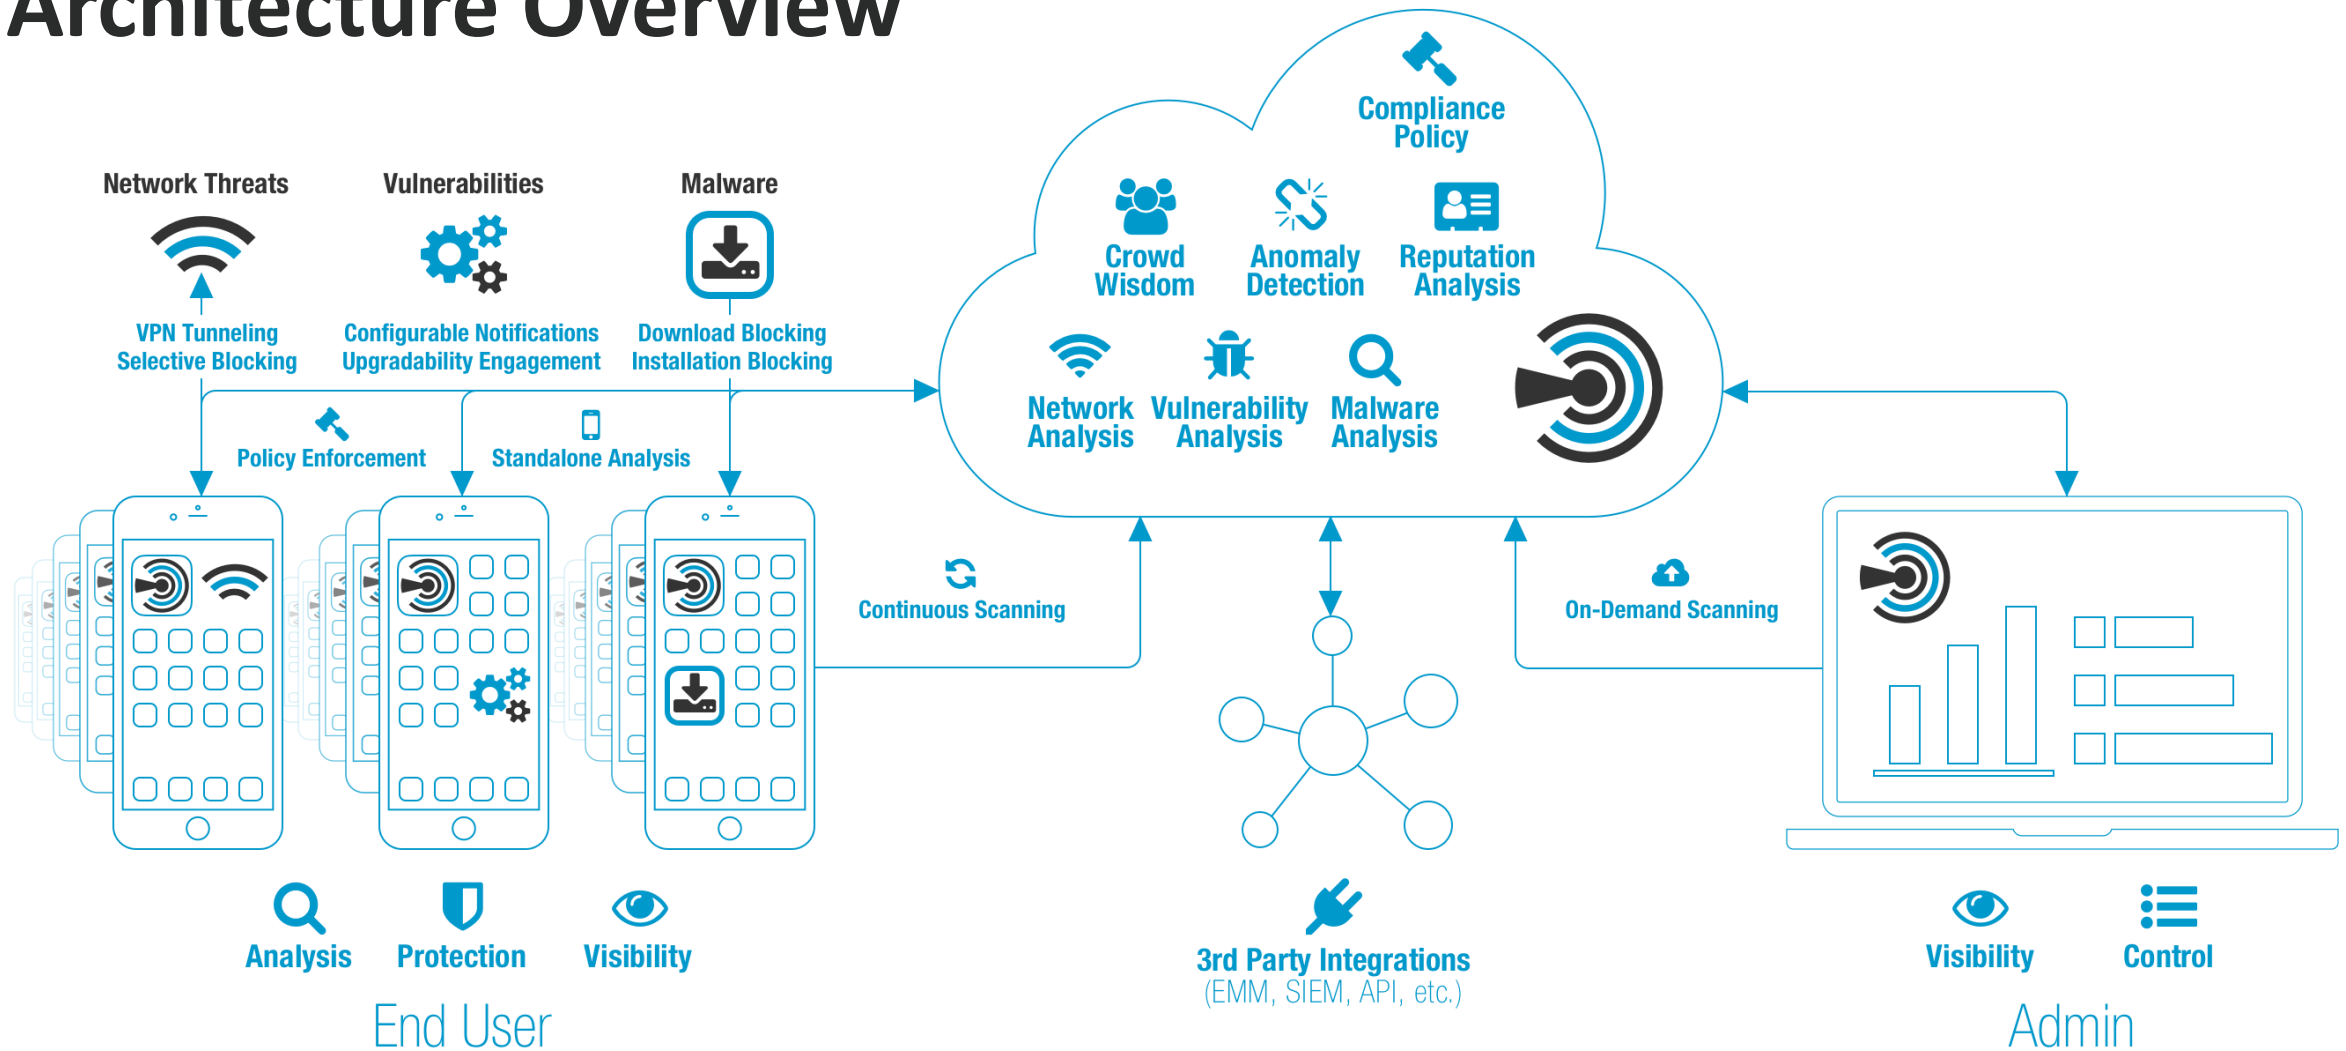 Architecture Overview
Network Threats
Vulnerabilities
Malware
VPN Tunneling
Selective Blocking
Configurable Notifications
Upgradability Engagement
Download Blocking
Installation Blocking
Policy Enforcement
Standalone Analysis
Compliance
Policy
Crowd
Wisdom
Anomaly
Detection
Reputation
Analysis
Network
Analysis
Vulnerability
Analysis
Malware
Analysis
Continuous Scanning
On-Demand Scanning
Analysis
Protection
Visibility
End User
3rd Party Integrations
(EMM, SIEM, API, etc.)
Visibility
Control
Admin